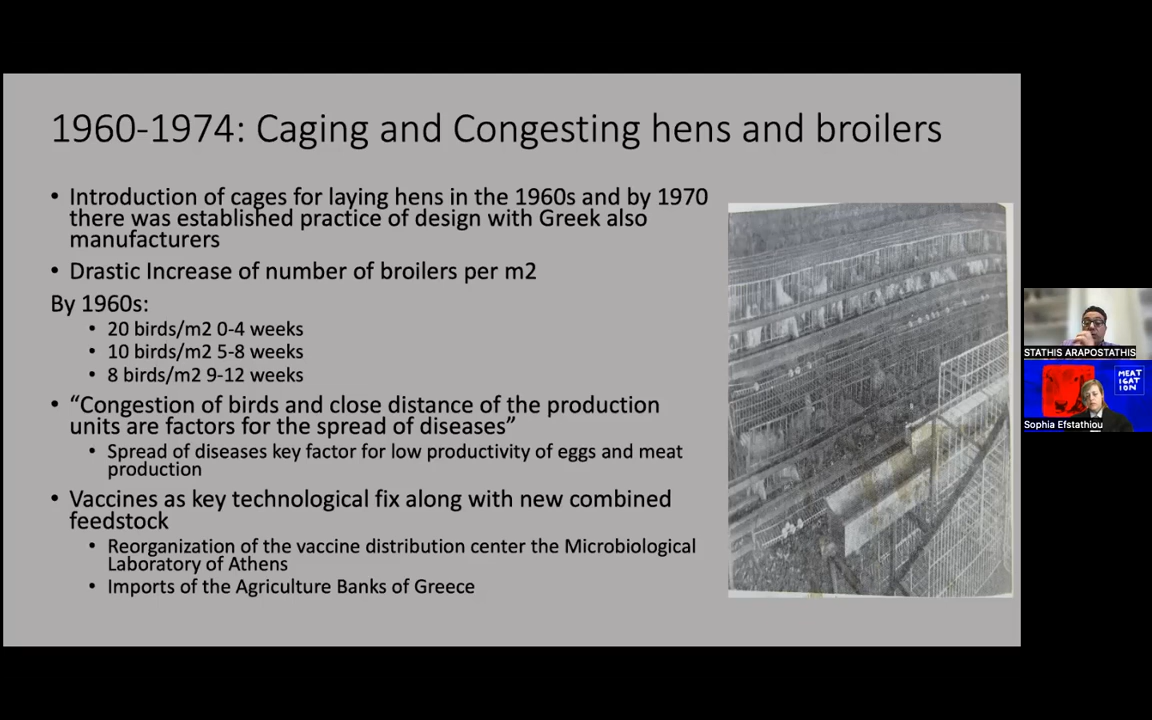 1960-1974: Caging and Congesting hens and broilers
• Introduction of cages for laying hens in the 1960s and by 1970
there was established practice of design with Greek also
manufacturers
• Drastic Increase of number of broilers per m2
By 1960s:
• 20 birds/m2 0-4 weeks
• 10 birds/m2 5-8 weeks
• 8 birds/m2 9-12 weeks
• “Congestion of birds and close distance of the production
units are factors for the spread of diseases”
• Spread of diseases key factor for low productivity of eggs and meat
production
• Vaccines as key technological fix along with new combined
feedstock
• Reorganization of the vaccine distribution center the Microbiological
Laboratory of Athens
• Imports of the Agriculture Banks of Greece
STATHIS ARAPOSTATHIS
MEAT
IGAT
ION
Sophia Efstathiou